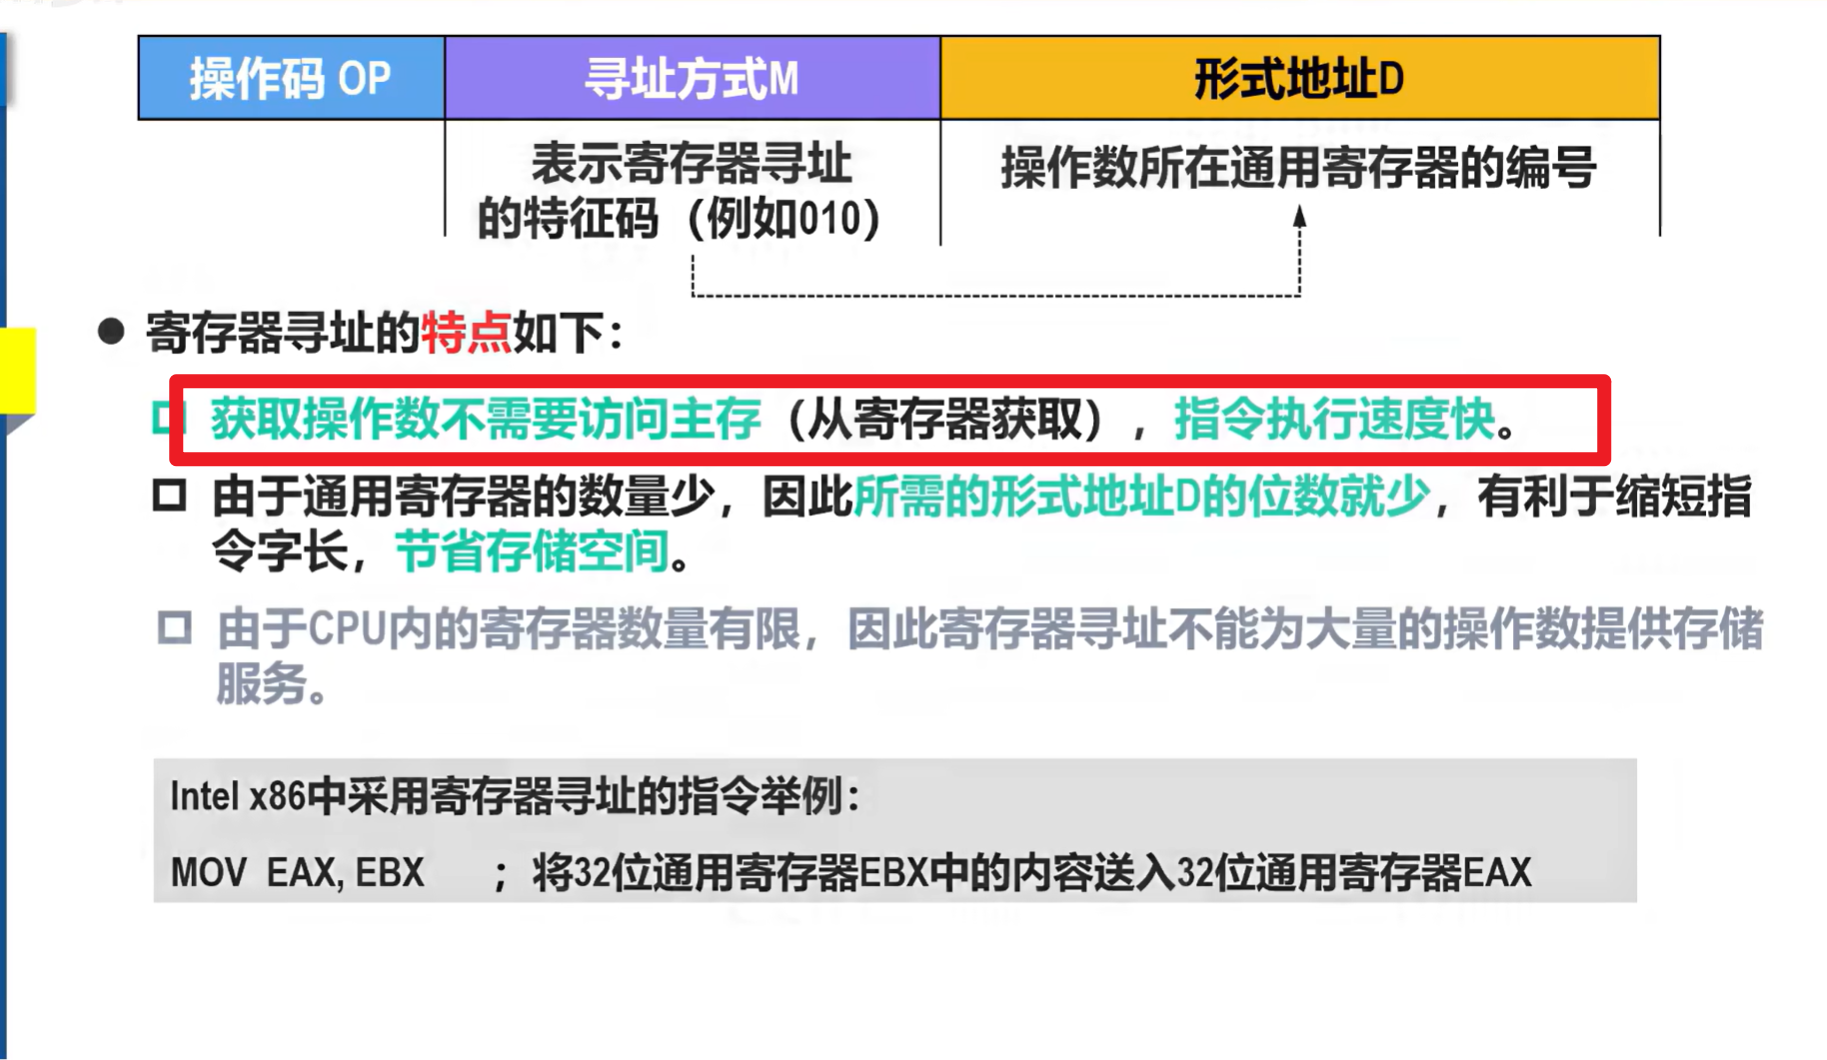 操作码 OP 寻址方式M 形式地址D
表示寄存器寻址
的特征码（例如010）
操作数所在通用寄存器的编号
● 寄存器寻址的特点如下：
获取操作数不需要访问主存（从寄存器获取），指令执行速度快。
由于通用寄存器的数量少，因此所需的形式地址D的位数就少，有利于缩短指
令字长，节省存储空间。
由于CPU内的寄存器数量有限，因此寄存器寻址不能为大量的操作数提供存储
服务。
Intel x86中采用寄存器寻址的指令举例：
MOV EAX, EBX ；将32位通用寄存器EBX中的内容送入32位通用寄存器EAX